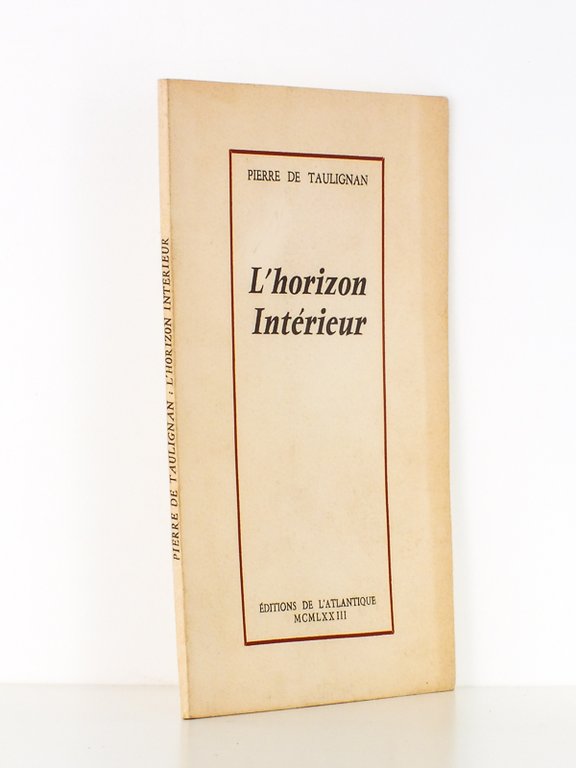 PIERRE DE TAULIGNAN
L'horizon
Intérieur
ÉDITIONS DE L'ATLANTIQUE
MCMLXXIII
PIERRE DE TAULIGNAN : L'HORIZON INTERIEUR